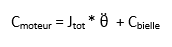 Cmoteur = Jtot * θ̈ + Cbielle